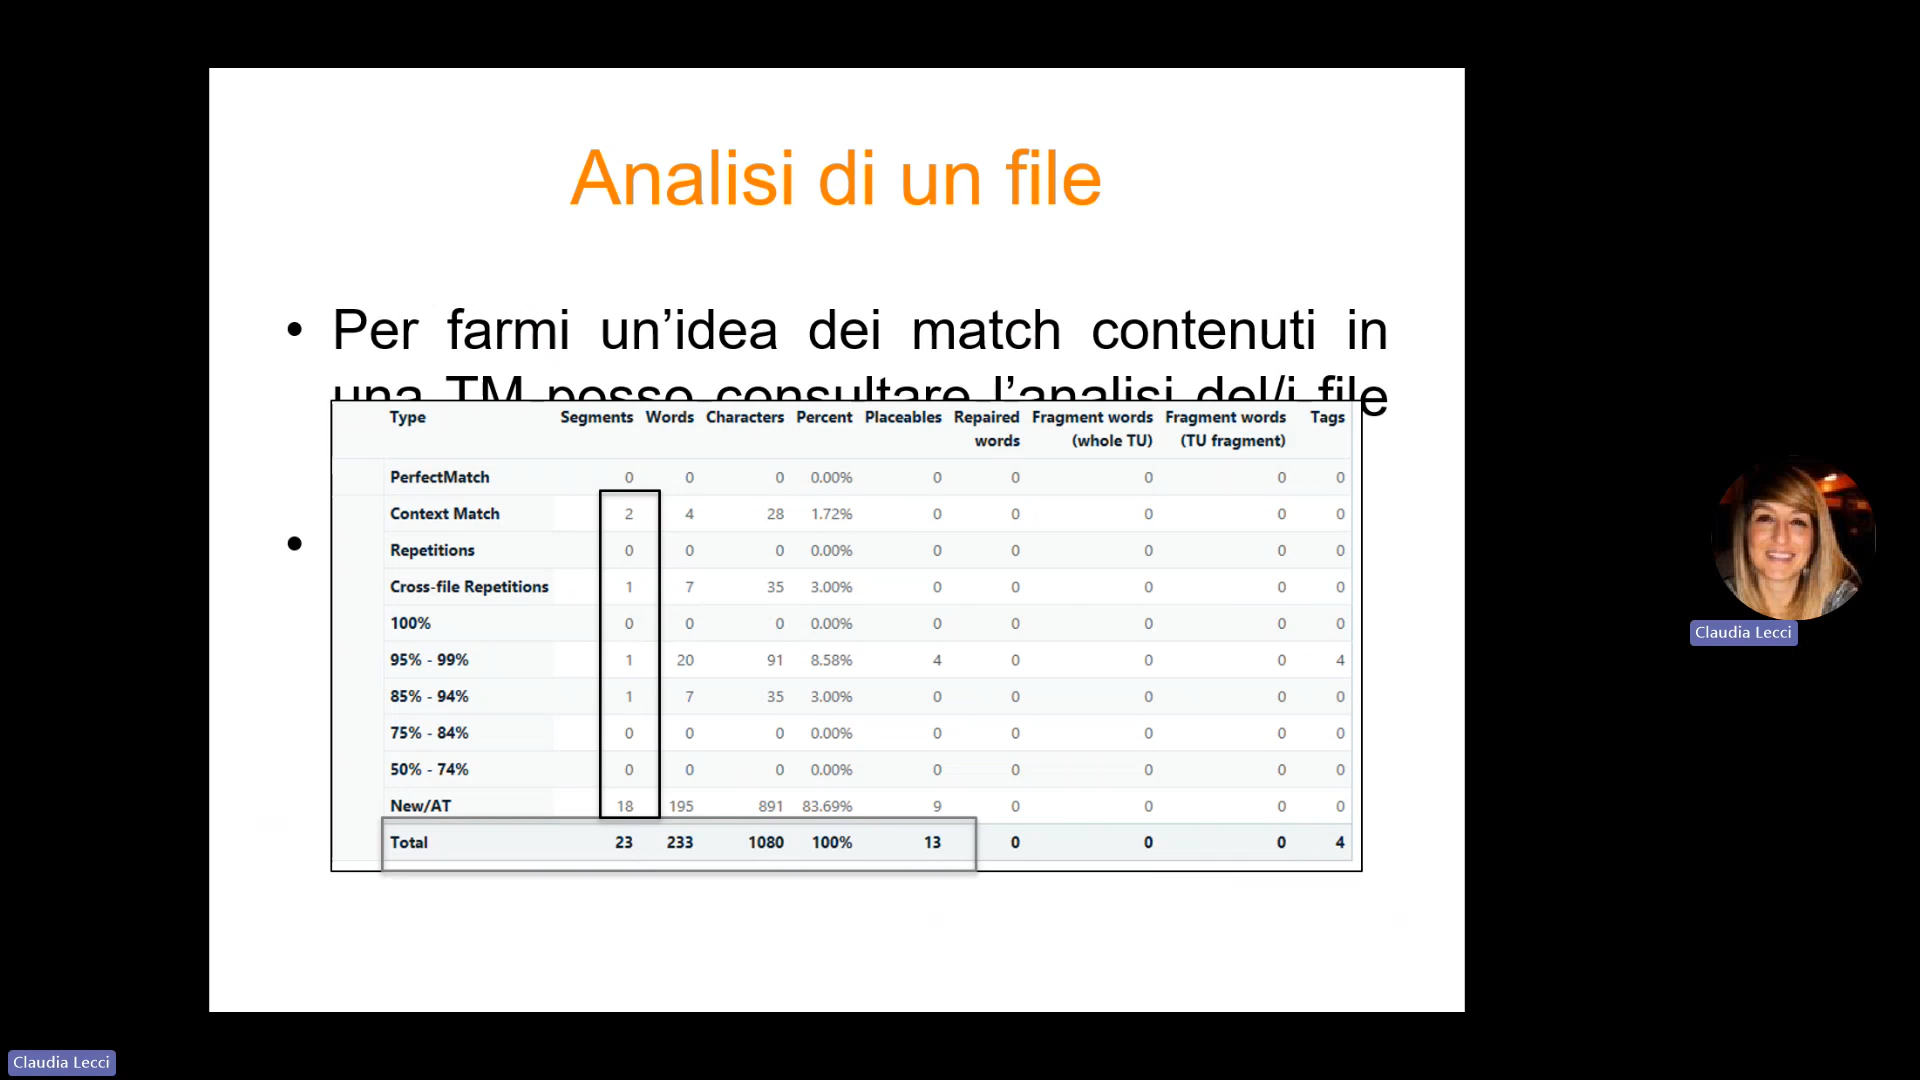 Analisi di un file
• Per farmi un’idea dei match contenuti in
una TM posso consultare l’analisi del/i file
•
Type Segments Words Characters Percent Placeables Repaired words Fragment words (whole TU) Fragment words (TU fragment) Tags
PerfectMatch 0 0 0 0.00% 0 0 0 0 0
Context Match 2 4 28 1.72% 0 0 0 0 0
Repetitions 0 0 0 0.00% 0 0 0 0 0
Cross-file Repetitions 1 7 35 3.00% 0 0 0 0 0
100% 0 0 0 0.00% 0 0 0 0 0
95% - 99% 1 20 91 8.58% 4 0 0 0 4
85% - 94% 1 7 35 3.00% 0 0 0 0 0
75% - 84% 0 0 0 0.00% 0 0 0 0 0
50% - 74% 0 0 0 0.00% 0 0 0 0 0
New/AT 18 195 891 83.69% 9 0 0 0 0
Total 23 233 1080 100% 13 0 0 0 4
Claudia Lecci
Claudia Lecci